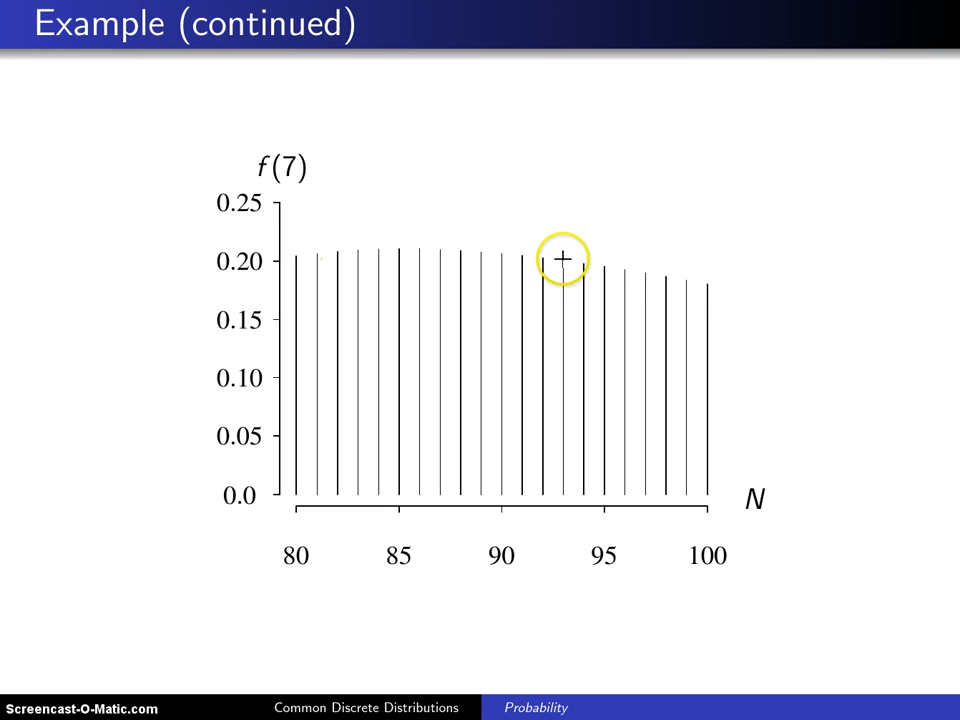 Example (continued)
f (7)
0.25
0.20
0.15
0.10
0.05
0.0
N
80 85 90 95 100
Screencast-O-Matic.com Common Discrete Distributions Probability